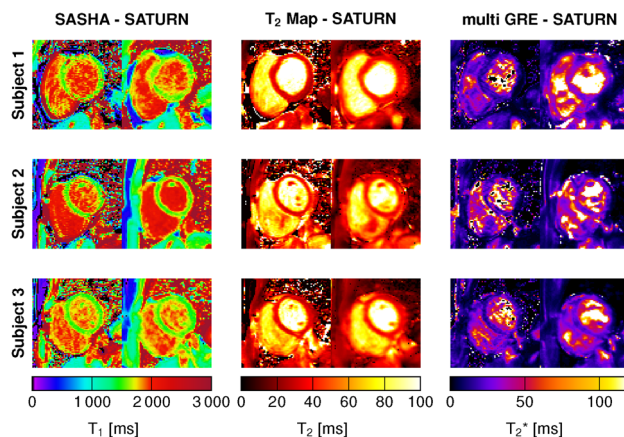 SASHA - SATURN T₂ Map - SATURN multi GRE - SATURN
Subject 1
Subject 2
Subject 3
0 1 000 2 000 3 000 0 20 40 60 80 100 0 50 100
T₁ [ms] T₂ [ms] T₂* [ms]